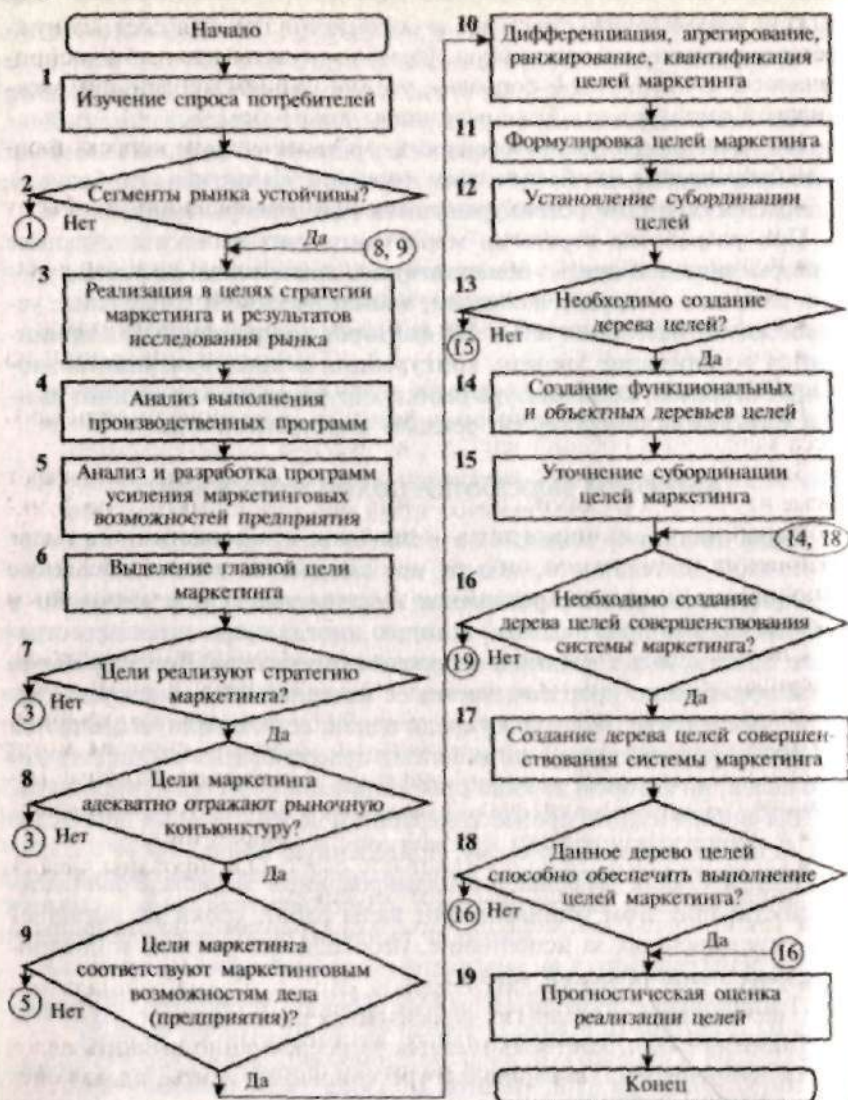 Начало
1
Изучение спроса потребителей
2
Сегменты рынка устойчивы?
1
Нет
Да
8, 9
3
Реализация в целях стратегии
маркетинга и результатов
исследования рынка
4
Анализ выполнения
производственных программ
5
Анализ и разработка программ
усиления маркетинговых
возможностей предприятия
6
Выделение главной цели
маркетинга
7
Цели реализуют стратегию
маркетинга?
3
Нет
Да
8
Цели маркетинга
адекватно отражают рыночную
конъюнктуру?
3
Нет
Да
9
Цели маркетинга
соответствуют маркетинговым
возможностям дела
(предприятия)?
5
Нет
Да
10
Дифференциация, агрегирование,
ранжирование, квантификация
целей маркетинга
11
Формулировка целей маркетинга
12
Установление субординации
целей
13
Необходимо создание
дерева целей?
15
Нет
Да
14
Создание функциональных
и объектных деревьев целей
15
Уточнение субординации
целей маркетинга
14, 18
16
Необходимо создание
дерева целей совершенствования
системы маркетинга?
19
Нет
Да
17
Создание дерева целей совершен-
ствования системы маркетинга
18
Данное дерево целей
способно обеспечить выполнение
целей маркетинга?
16
Нет
Да
16
19
Прогностическая оценка
реализации целей
Конец